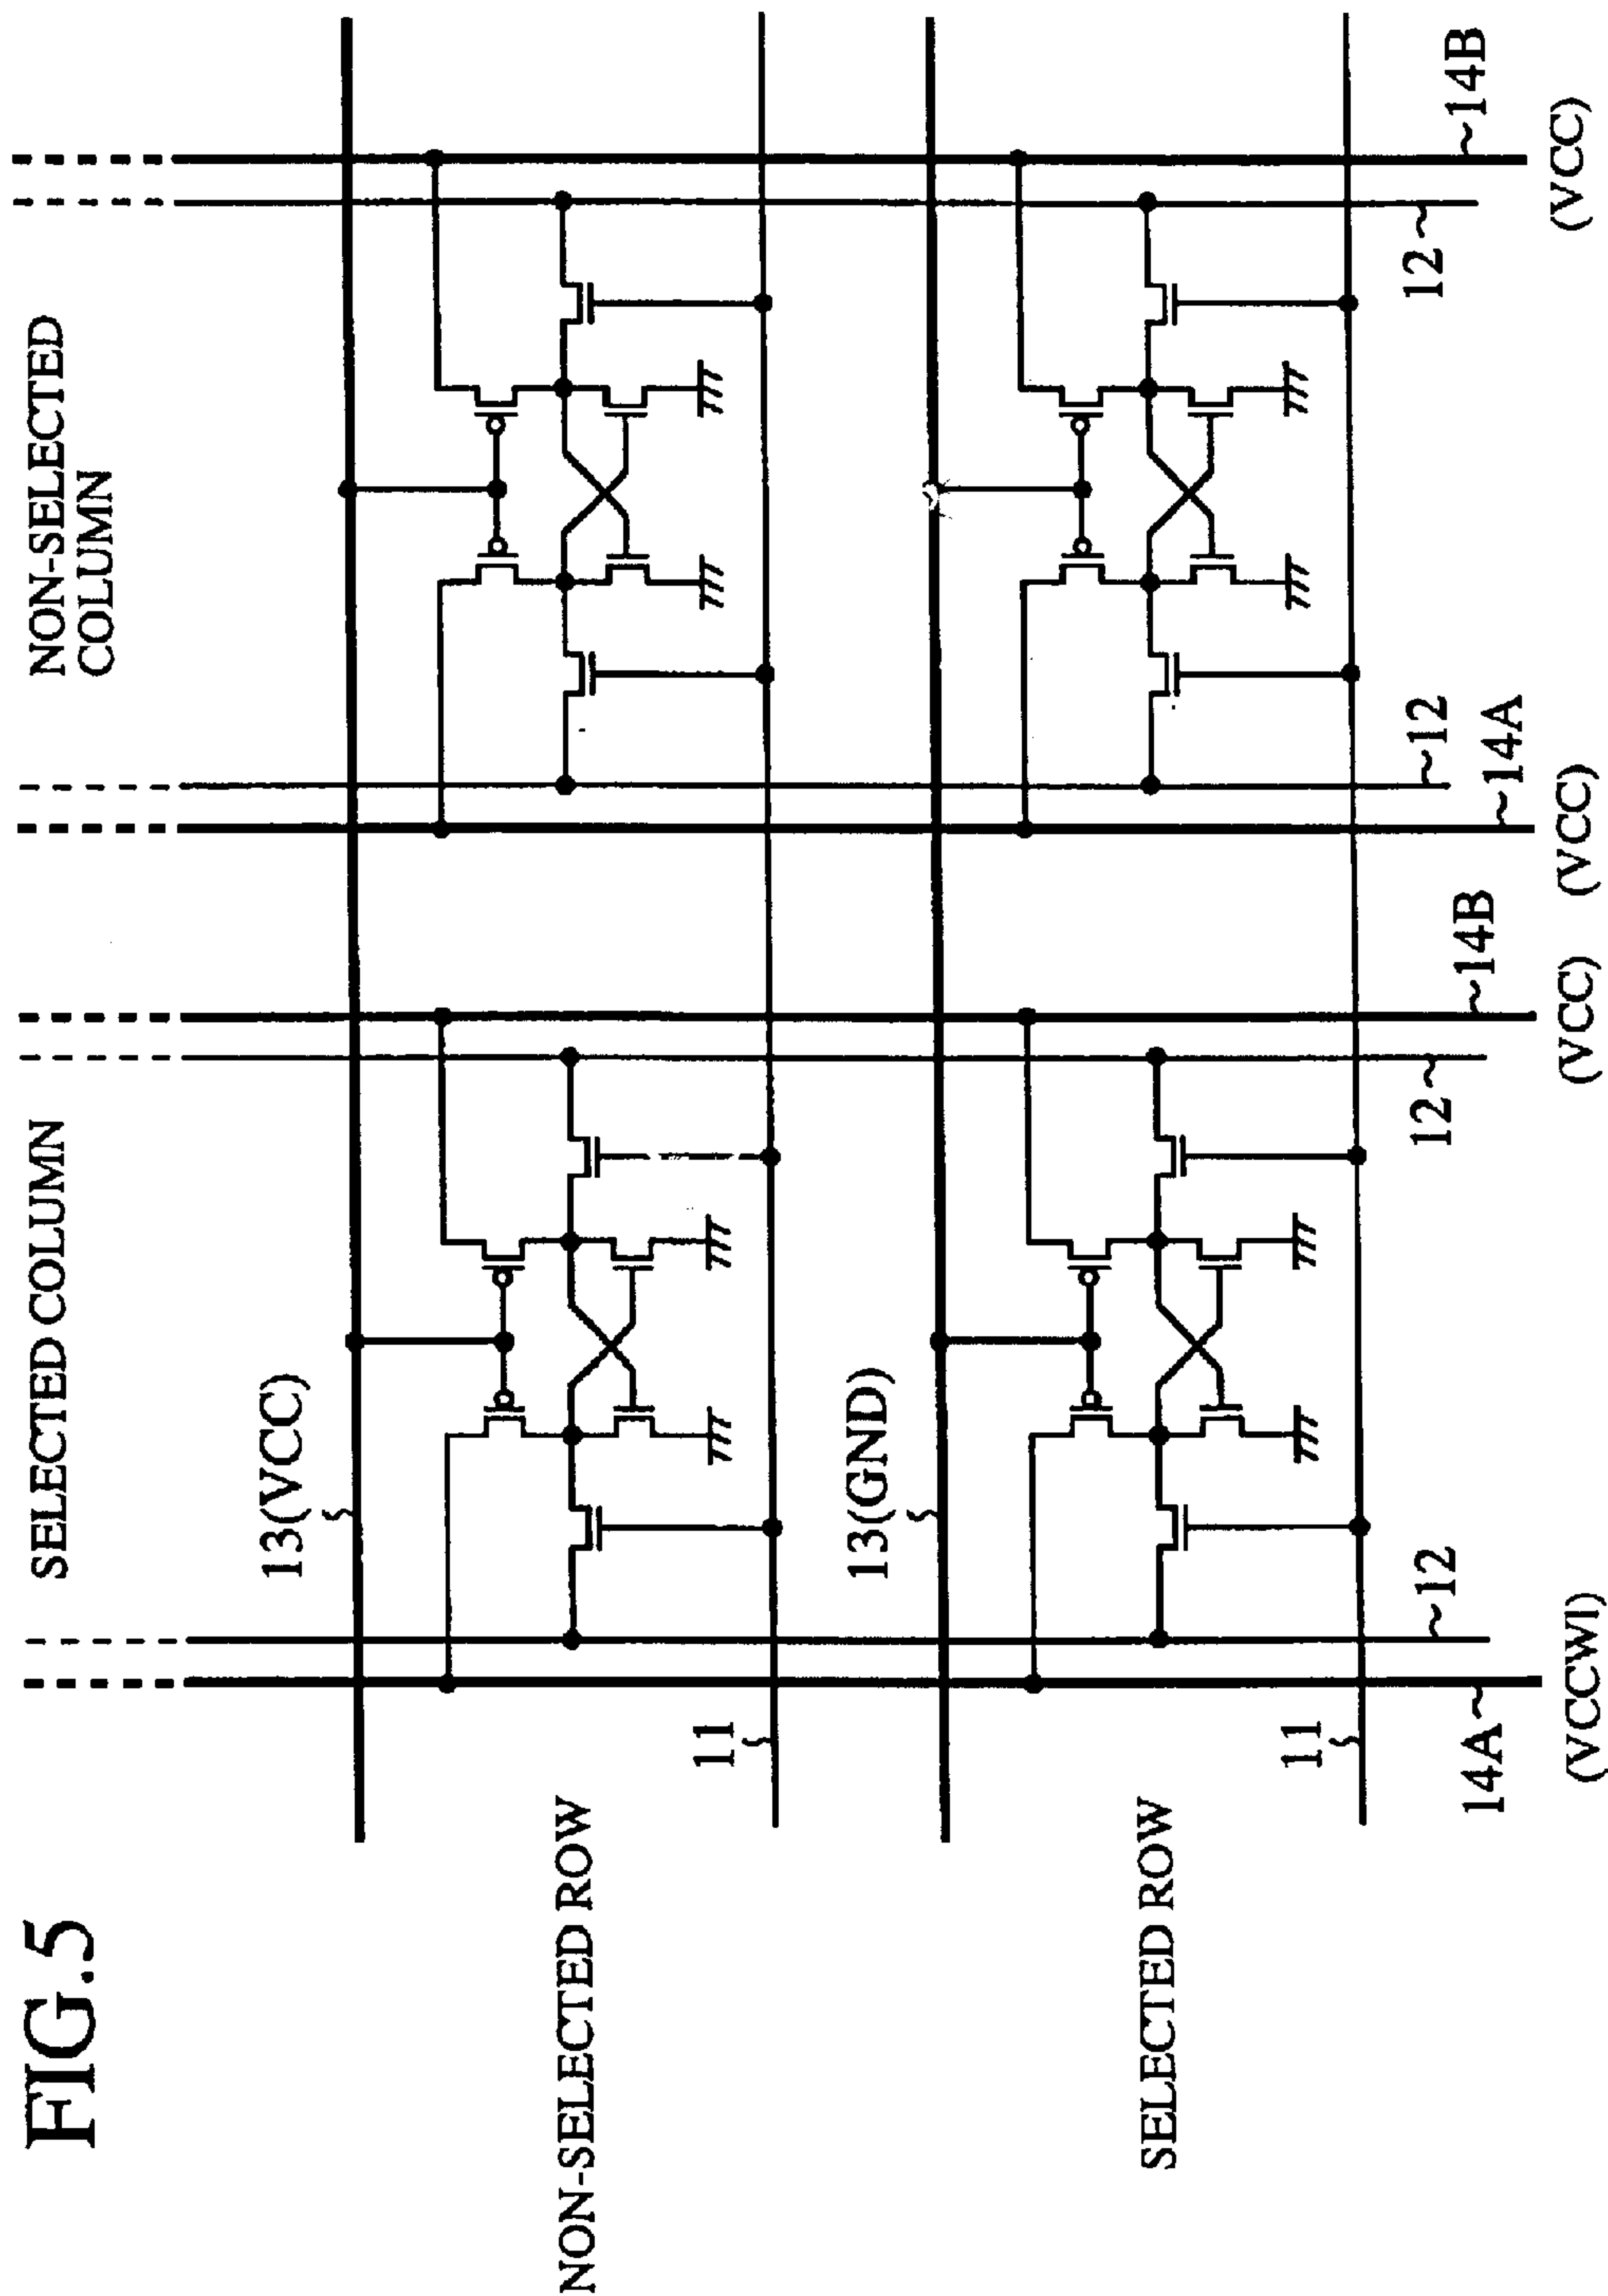 FIG.5
SELECTED COLUMN
NON-SELECTED
COLUMN
13(VCC)
NON-SELECTED ROW
11
13(GND)
SELECTED ROW
11
12
12
12
12
14A
14B
14A
14B
(VCCWI)
(VCC)
(VCC)
(VCC)